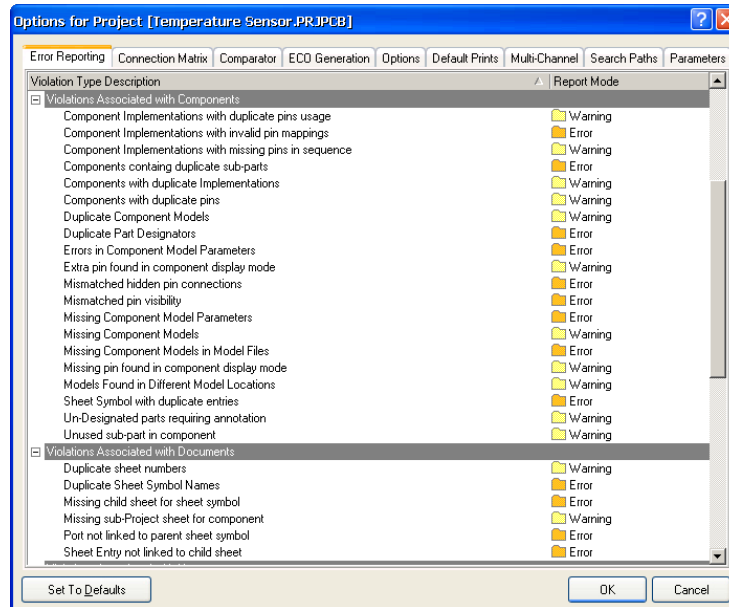 Options for Project [Temperature Sensor.PRJPCB]
Error Reporting Connection Matrix Comparator ECO Generation Options Default Prints Multi-Channel Search Paths Parameters
Violation Type Description Report Mode
Violations Associated with Components
Component Implementations with duplicate pins usage Warning
Component Implementations with invalid pin mappings Error
Component Implementations with missing pins in sequence Warning
Components containg duplicate sub-parts Error
Components with duplicate Implementations Warning
Components with duplicate pins Warning
Duplicate Component Models Warning
Duplicate Part Designators Error
Errors in Component Model Parameters Error
Extra pin found in component display mode Warning
Mismatched hidden pin connections Error
Mismatched pin visibility Error
Missing Component Model Parameters Error
Missing Component Models Warning
Missing Component Models in Model Files Error
Missing pin found in component display mode Warning
Models Found in Different Model Locations Warning
Sheet Symbol with duplicate entries Error
Un-Designated parts requiring annotation Warning
Unused sub-part in component Warning
Violations Associated with Documents
Duplicate sheet numbers Warning
Duplicate Sheet Symbol Names Error
Missing child sheet for sheet symbol Error
Missing sub-Project sheet for component Warning
Port not linked to parent sheet symbol Error
Sheet Entry not linked to child sheet Error
Set To Defaults OK Cancel